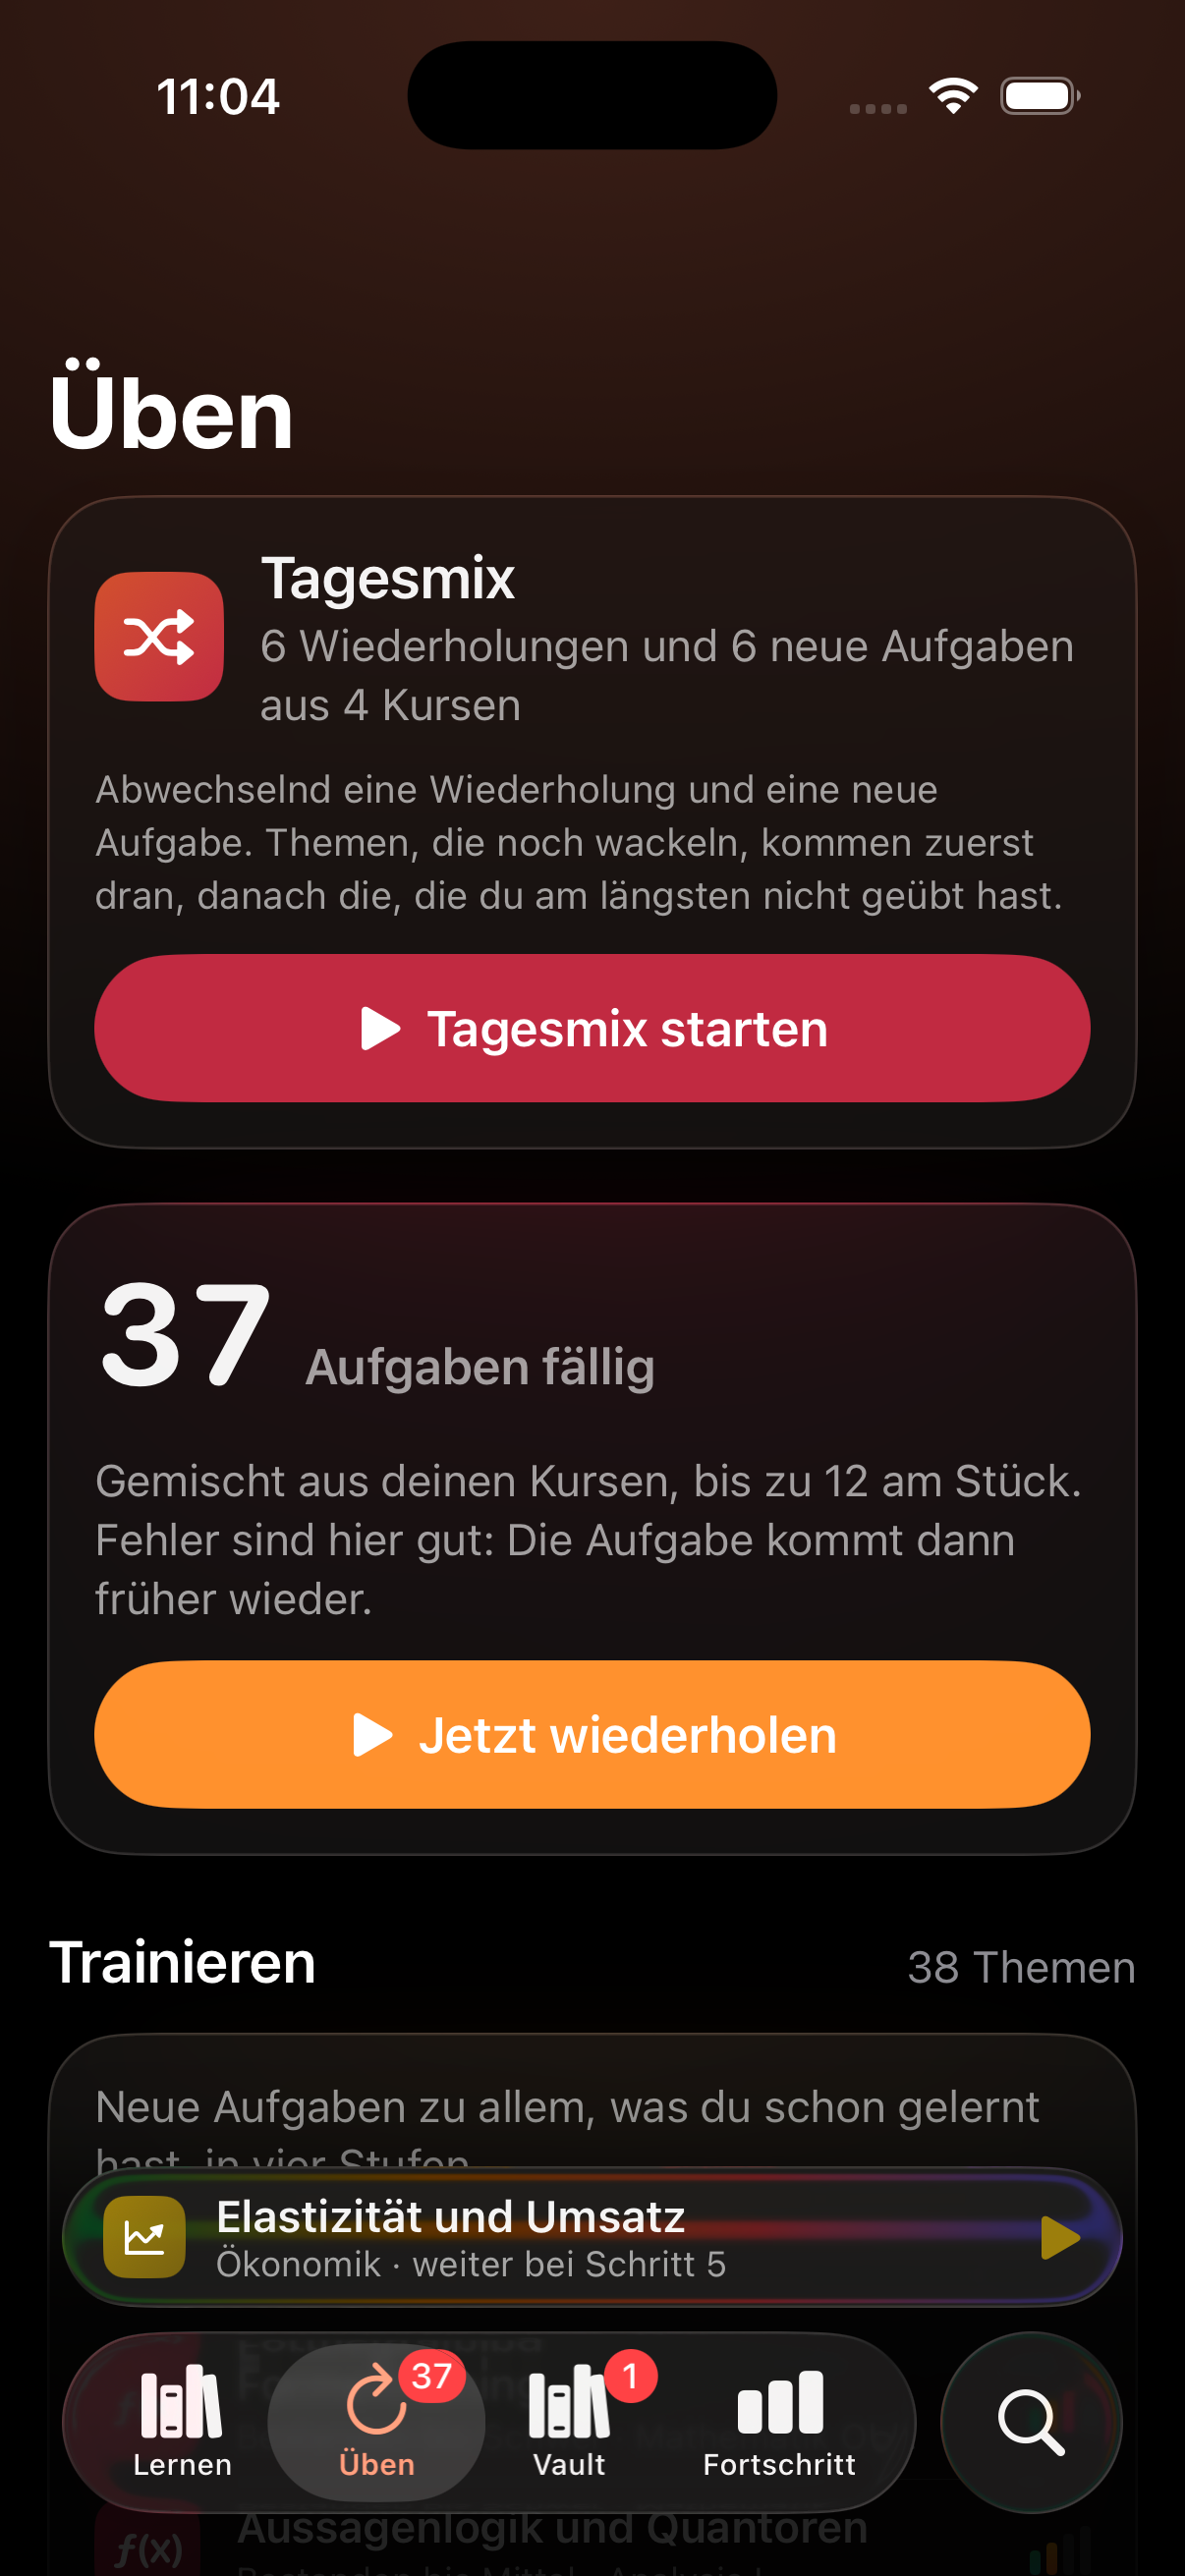 11:04
Üben
Tagesmix
6 Wiederholungen und 6 neue Aufgaben
aus 4 Kursen
Abwechselnd eine Wiederholung und eine neue
Aufgabe. Themen, die noch wackeln, kommen zuerst
dran, danach die, die du am längsten nicht geübt hast.
Tagesmix starten
37 Aufgaben fällig
Gemischt aus deinen Kursen, bis zu 12 am Stück.
Fehler sind hier gut: Die Aufgabe kommt dann
früher wieder.
Jetzt wiederholen
Trainieren 38 Themen
Neue Aufgaben zu allem, was du schon gelernt
hast, in vier Stufen
Elastizität und Umsatz
Ökonomik · weiter bei Schritt 5
37 1
Lernen Üben Vault Fortschritt
f(x) Aussagenlogik und Quantoren